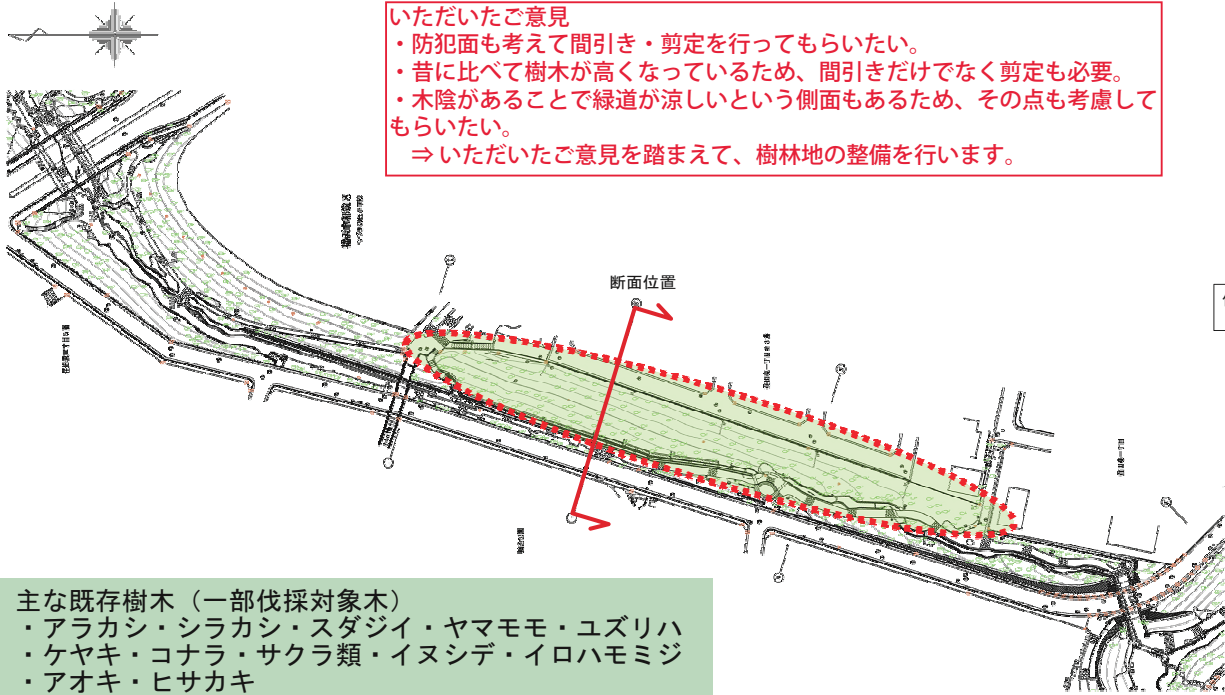 いただいたご意見
・防犯面も考えて間引き・剪定を行ってもらいたい。
・昔に比べて樹木が高くなっているため、間引きだけでなく剪定も必要。
・木陰があることで緑道が涼しいという側面もあるため、その点も考慮して
もらいたい。
⇒いただいたご意見を踏まえて、樹林地の整備を行います。
断面位置
主な既存樹木（一部伐採対象木）
・アラカシ・シラカシ・スダジイ・ヤマモモ・ユズリハ
・ケヤキ・コナラ・サクラ類・イヌシデ・イロハモミジ
・アオキ・ヒサカキ